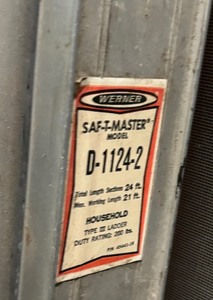 WERNER
SAF-T-MASTER®
MODEL
D-1124-2
Total Length Sections 24 ft.
Max. Working Length 21 ft.
HOUSEHOLD
TYPE III LADDER
DUTY RATING: 200 lbs.
P/N